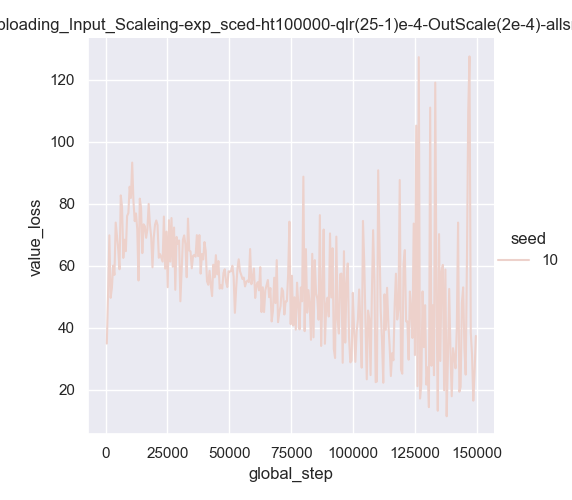 oloading_Input_Scaleing-exp_sced-ht100000-qlr(25-1)e-4-OutScale(2e-4)-alls
120
100
80
60
40
20
value_loss
0 25000 50000 75000 100000 125000 150000
global_step
seed
10